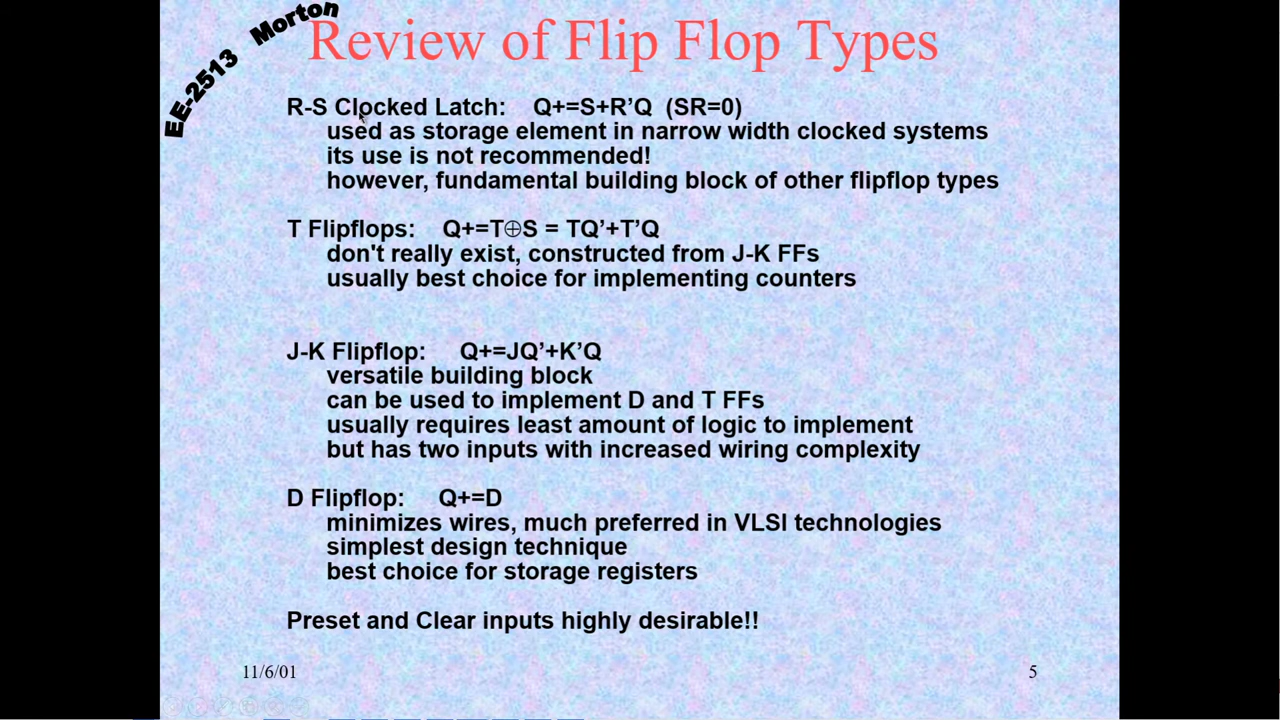 EE-2513 Morton
Review of Flip Flop Types
R-S Clocked Latch: Q+=S+R’Q (SR=0)
used as storage element in narrow width clocked systems
its use is not recommended!
however, fundamental building block of other flipflop types
T Flipflops: Q+=T⊕S = TQ’+T’Q
don't really exist, constructed from J-K FFs
usually best choice for implementing counters
J-K Flipflop: Q+=JQ’+K’Q
versatile building block
can be used to implement D and T FFs
usually requires least amount of logic to implement
but has two inputs with increased wiring complexity
D Flipflop: Q+=D
minimizes wires, much preferred in VLSI technologies
simplest design technique
best choice for storage registers
Preset and Clear inputs highly desirable!!
11/6/01
5